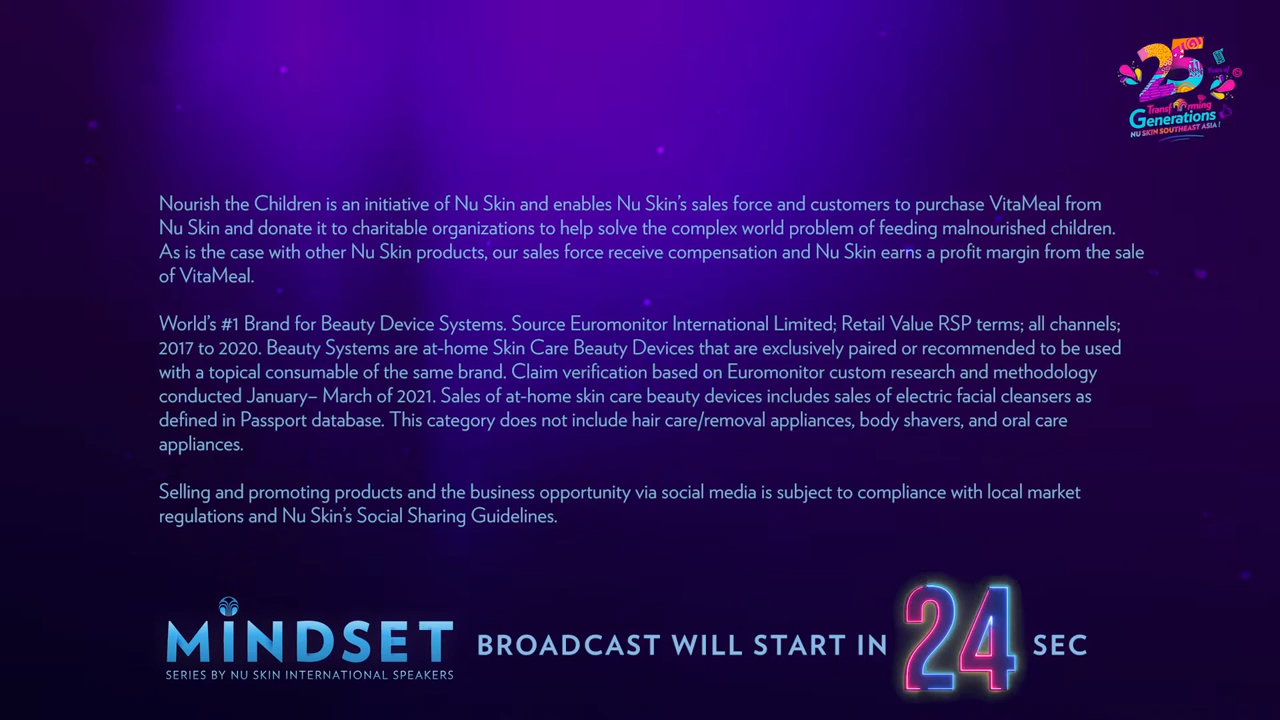 25
Years of
Transforming
Generations
NU SKIN SOUTHEAST ASIA!
Nourish the Children is an initiative of Nu Skin and enables Nu Skin’s sales force and customers to purchase VitaMeal from
Nu Skin and donate it to charitable organizations to help solve the complex world problem of feeding malnourished children.
As is the case with other Nu Skin products, our sales force receive compensation and Nu Skin earns a profit margin from the sale
of VitaMeal.
World’s #1 Brand for Beauty Device Systems. Source Euromonitor International Limited; Retail Value RSP terms; all channels;
2017 to 2020. Beauty Systems are at-home Skin Care Beauty Devices that are exclusively paired or recommended to be used
with a topical consumable of the same brand. Claim verification based on Euromonitor custom research and methodology
conducted January– March of 2021. Sales of at-home skin care beauty devices includes sales of electric facial cleansers as
defined in Passport database. This category does not include hair care/removal appliances, body shavers, and oral care
appliances.
Selling and promoting products and the business opportunity via social media is subject to compliance with local market
regulations and Nu Skin’s Social Sharing Guidelines.
MINDSET
SERIES BY NU SKIN INTERNATIONAL SPEAKERS
BROADCAST WILL START IN 24 SEC